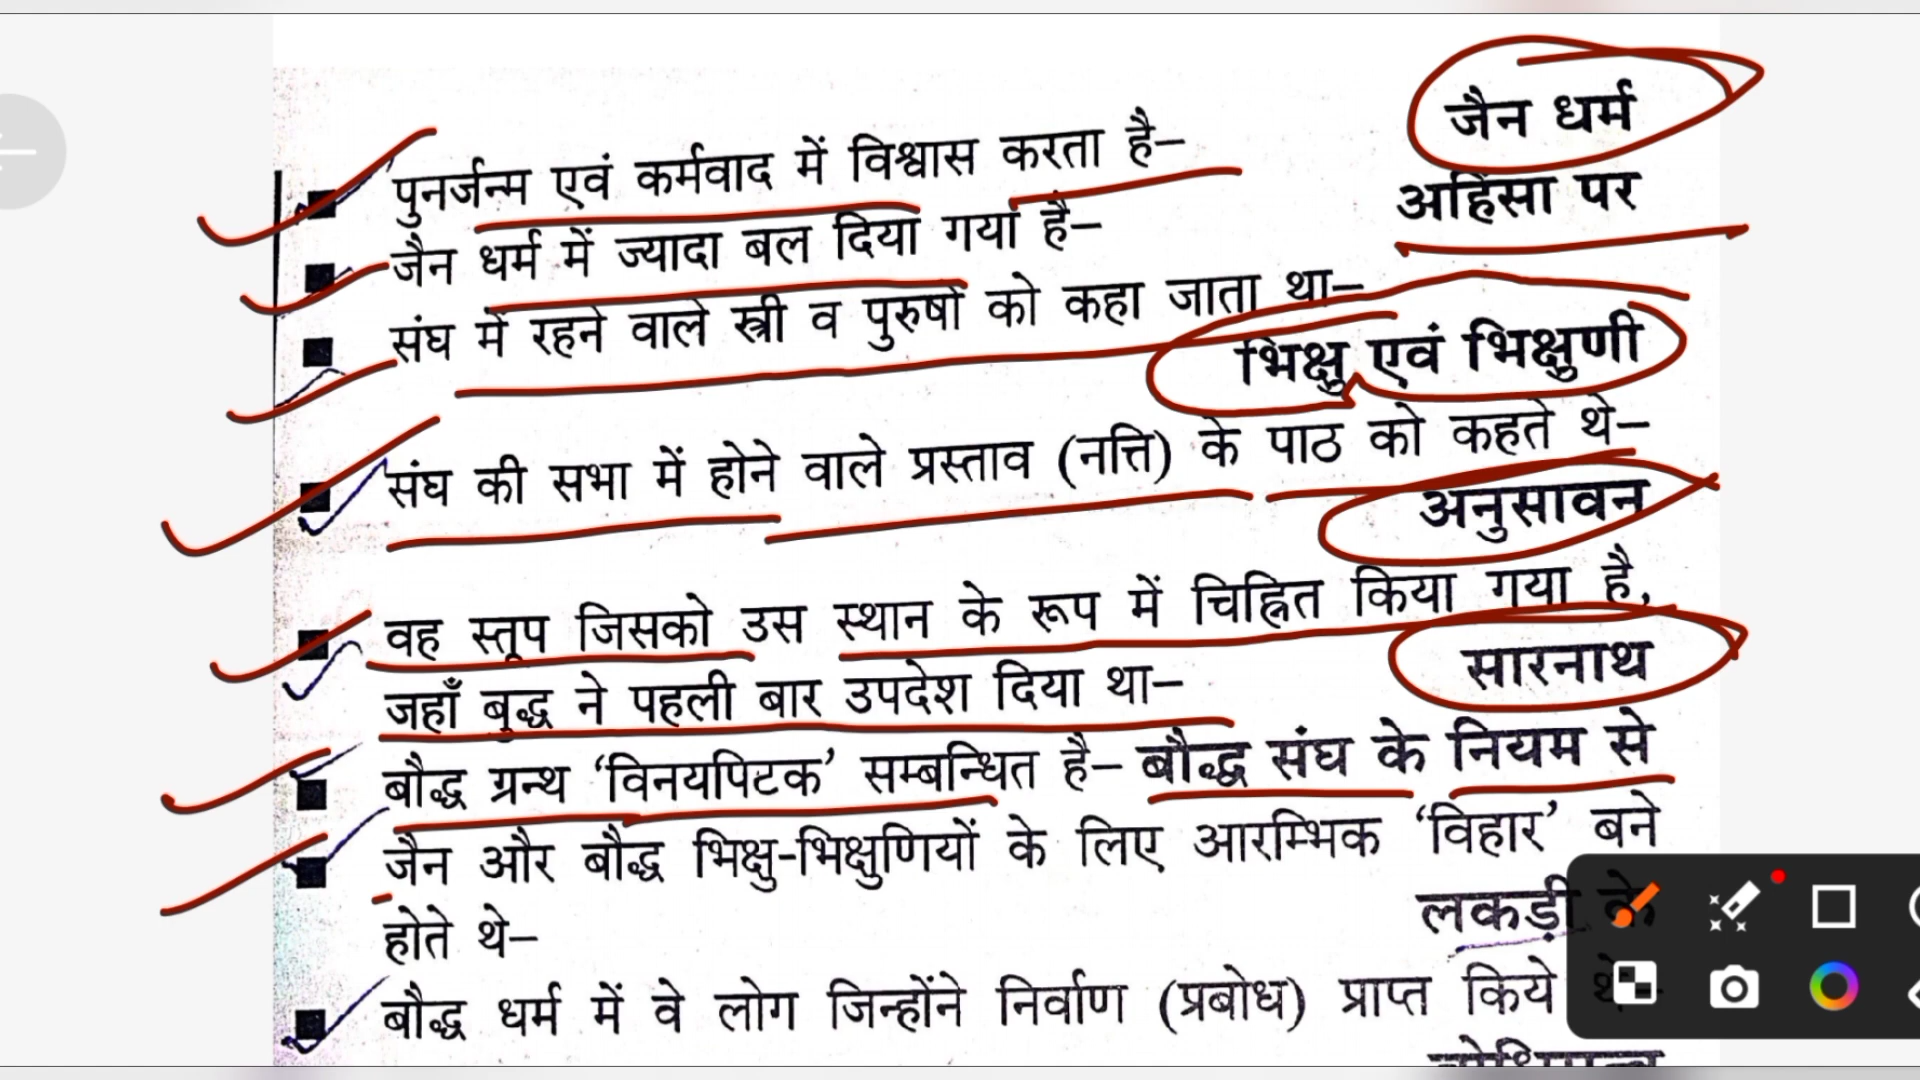 जैन धर्म
पुनर्जन्म एवं कर्मवाद में विश्वास करता है–
अहिंसा पर
जैन धर्म में ज्यादा बल दिया गया है–
संघ में रहने वाले स्त्री व पुरुषों को कहा जाता था–
भिक्षु एवं भिक्षुणी
संघ की सभा में होने वाले प्रस्ताव (नत्ति) के पाठ को कहते थे–
अनुसावन
वह स्तूप जिसको उस स्थान के रूप में चिह्नित किया गया है,
जहाँ बुद्ध ने पहली बार उपदेश दिया था–
सारनाथ
बौद्ध ग्रन्थ ‘विनयपिटक’ सम्बन्धित है– बौद्ध संघ के नियम से
जैन और बौद्ध भिक्षु-भिक्षुणियों के लिए आरम्भिक ‘विहार’ बने
होते थे–
लकड़ी के
बौद्ध धर्म में वे लोग जिन्होंने निर्वाण (प्रबोध) प्राप्त किये